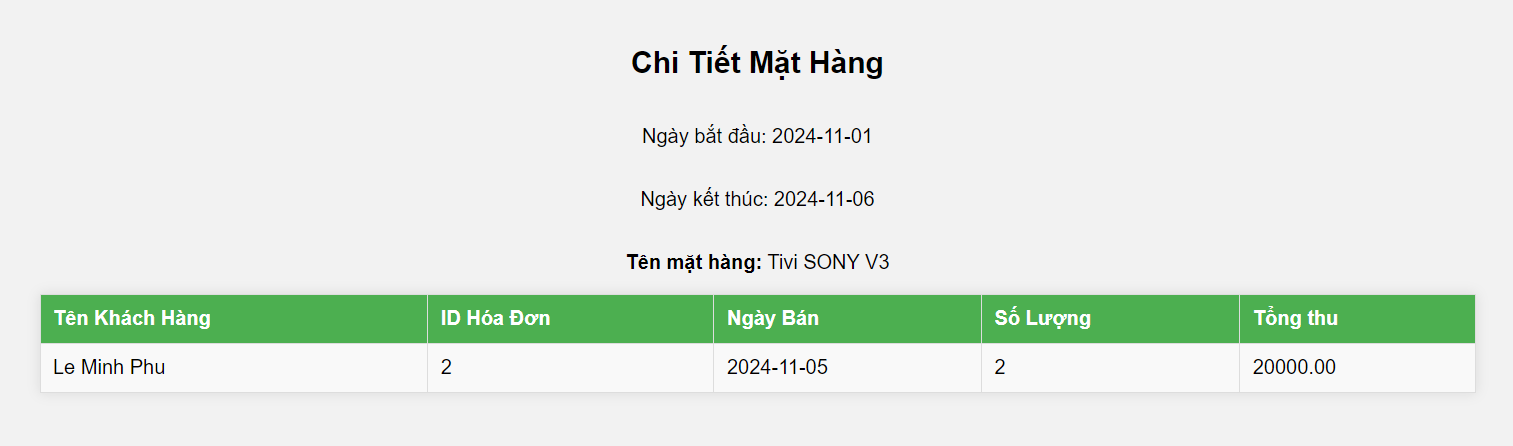 Chi Tiết Mặt Hàng
Ngày bắt đầu: 2024-11-01
Ngày kết thúc: 2024-11-06
Tên mặt hàng: Tivi SONY V3
Tên Khách Hàng ID Hóa Đơn Ngày Bán Số Lượng Tổng thu
Le Minh Phu 2 2024-11-05 2 20000.00